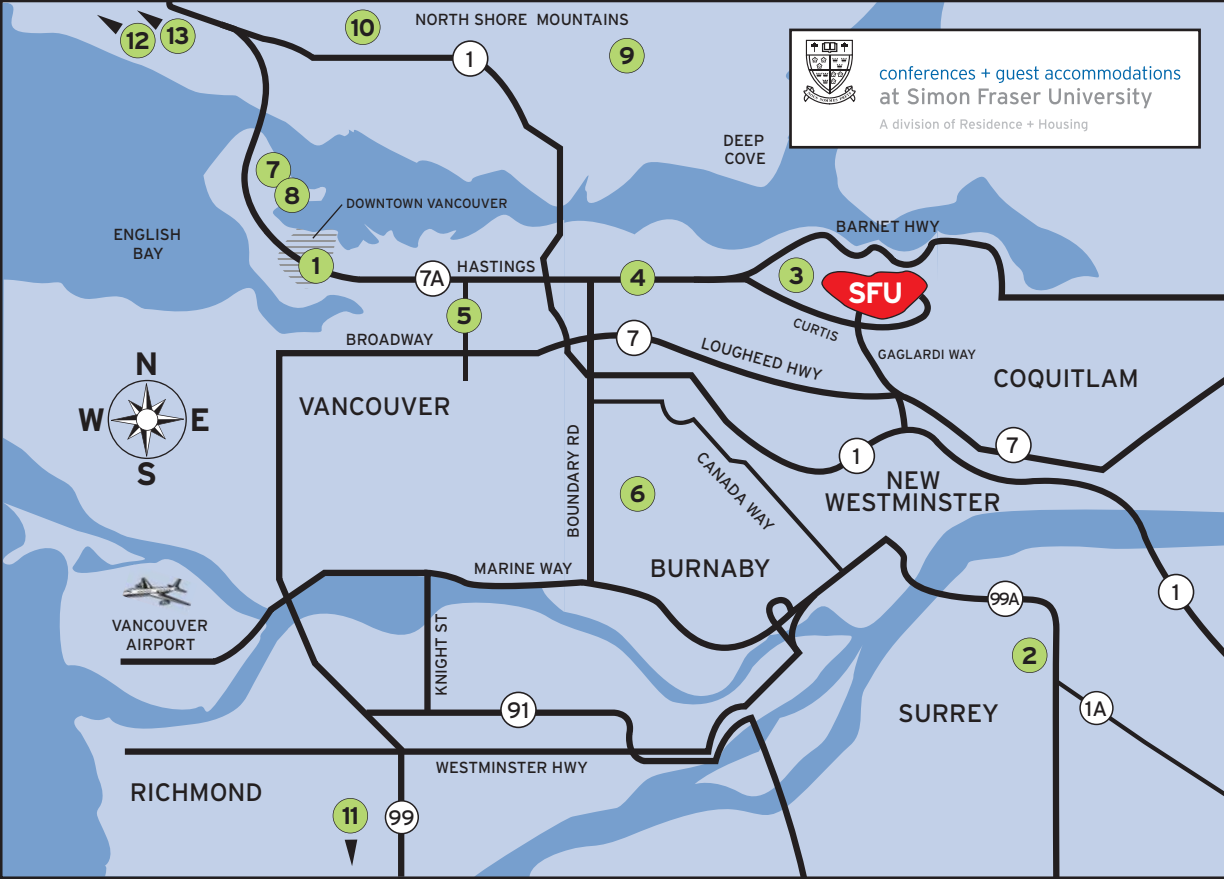 NORTH SHORE MOUNTAINS
10
12
13
9
1
conferences + guest accommodations
at Simon Fraser University
A division of Residence + Housing
DEEP
COVE
7
8
DOWNTOWN VANCOUVER
ENGLISH
BAY
BARNET HWY
1
7A
HASTINGS
4
3
SFU
5
CURTIS
BROADWAY
7
LOUGHEED HWY
GAGLARDI WAY
COQUITLAM
N
W
E
S
VANCOUVER
BOUNDARY RD
CANADA WAY
1
7
NEW
WESTMINSTER
6
MARINE WAY
BURNABY
99A
1
VANCOUVER
AIRPORT
KNIGHT ST
2
91
SURREY
1A
WESTMINSTER HWY
RICHMOND
11
99